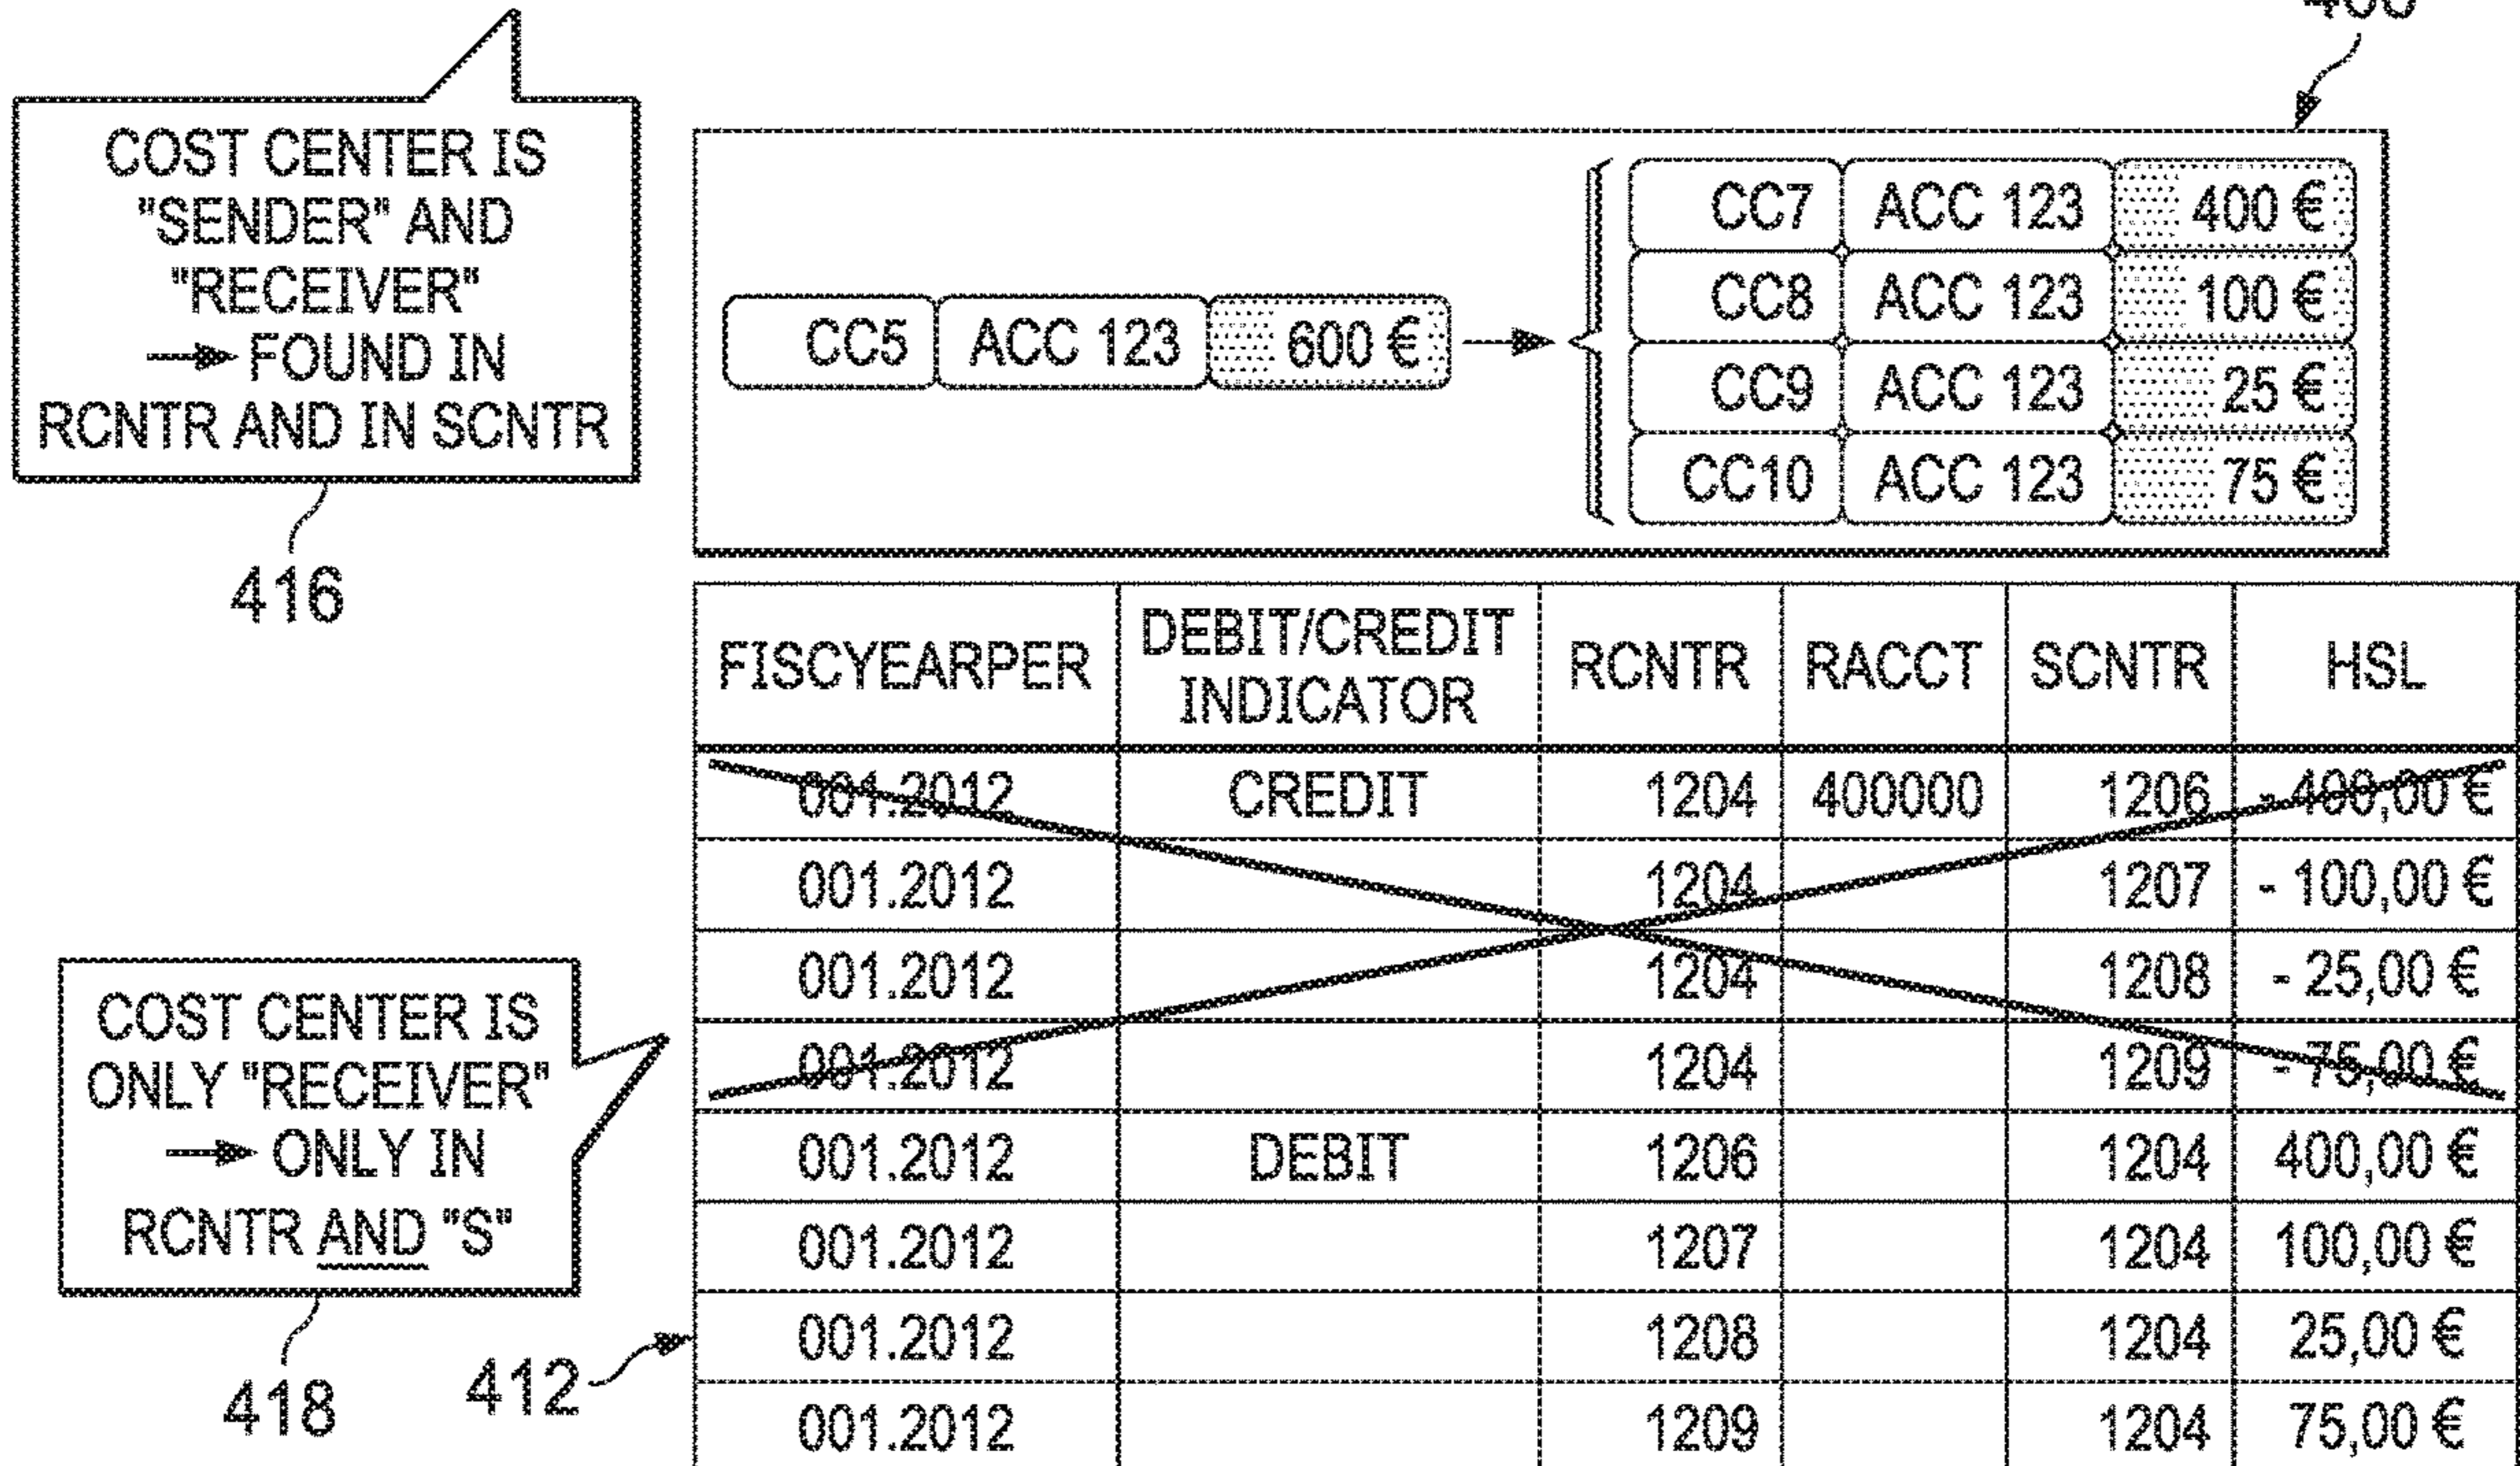 COST CENTER IS
"SENDER" AND
"RECEIVER"
→ FOUND IN
RCNTR AND IN SCNTR
416
CC5 ACC 123 600 €
CC7 ACC 123 400 €
CC8 ACC 123 100 €
CC9 ACC 123 25 €
CC10 ACC 123 75 €
FISCYEARPER DEBIT/CREDIT INDICATOR RCNTR RACCT SCNTR HSL
001.2012 CREDIT 1204 400000 1206 - 400,00 €
001.2012 1204 1207 - 100,00 €
001.2012 1204 1208 - 25,00 €
001.2012 1204 1209 - 75,00 €
001.2012 DEBIT 1206 1204 400,00 €
001.2012 1207 1204 100,00 €
001.2012 1208 1204 25,00 €
001.2012 1209 1204 75,00 €
COST CENTER IS
ONLY "RECEIVER"
→ ONLY IN
RCNTR AND "S"
418
412